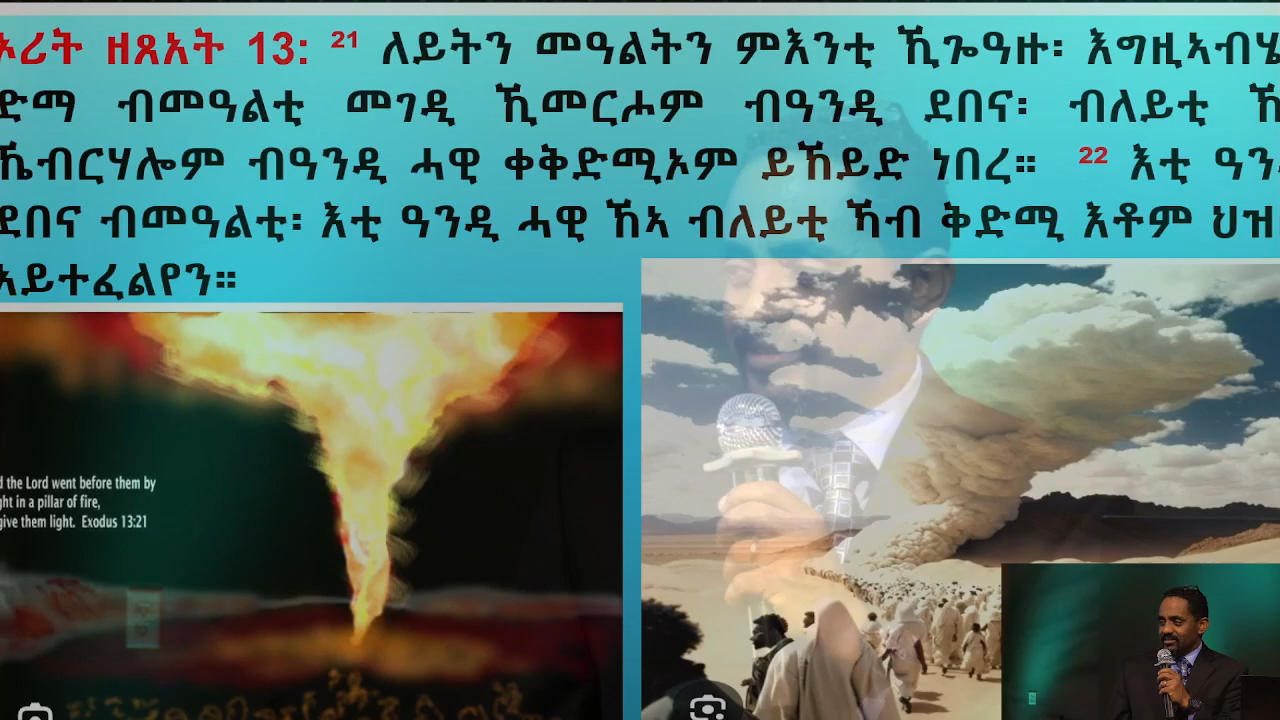 ኦሪት ዘጸኣት 13: 21 ለይትን መዓልትን ምእንቲ ኺጐዓዙ፡ እግዚኣብሄ
ድማ ብመዓልቲ መገዲ ኺመርሖም ብዓንዲ ደበና፡ ብለይቲ ኸ
ኼብርሃሎም ብዓንዲ ሓዊ ቀቅድሚኦም ይኸይድ ነበረ። 22 እቲ ዓን
ደበና ብመዓልቲ፡ እቲ ዓንዲ ሓዊ ኸኣ ብለይቲ ኻብ ቅድሚ እቶም ህዝ
ኣይተፈልየን።
d the Lord went before them by
ght in a pillar of fire,
give them light. Exodus 13:21